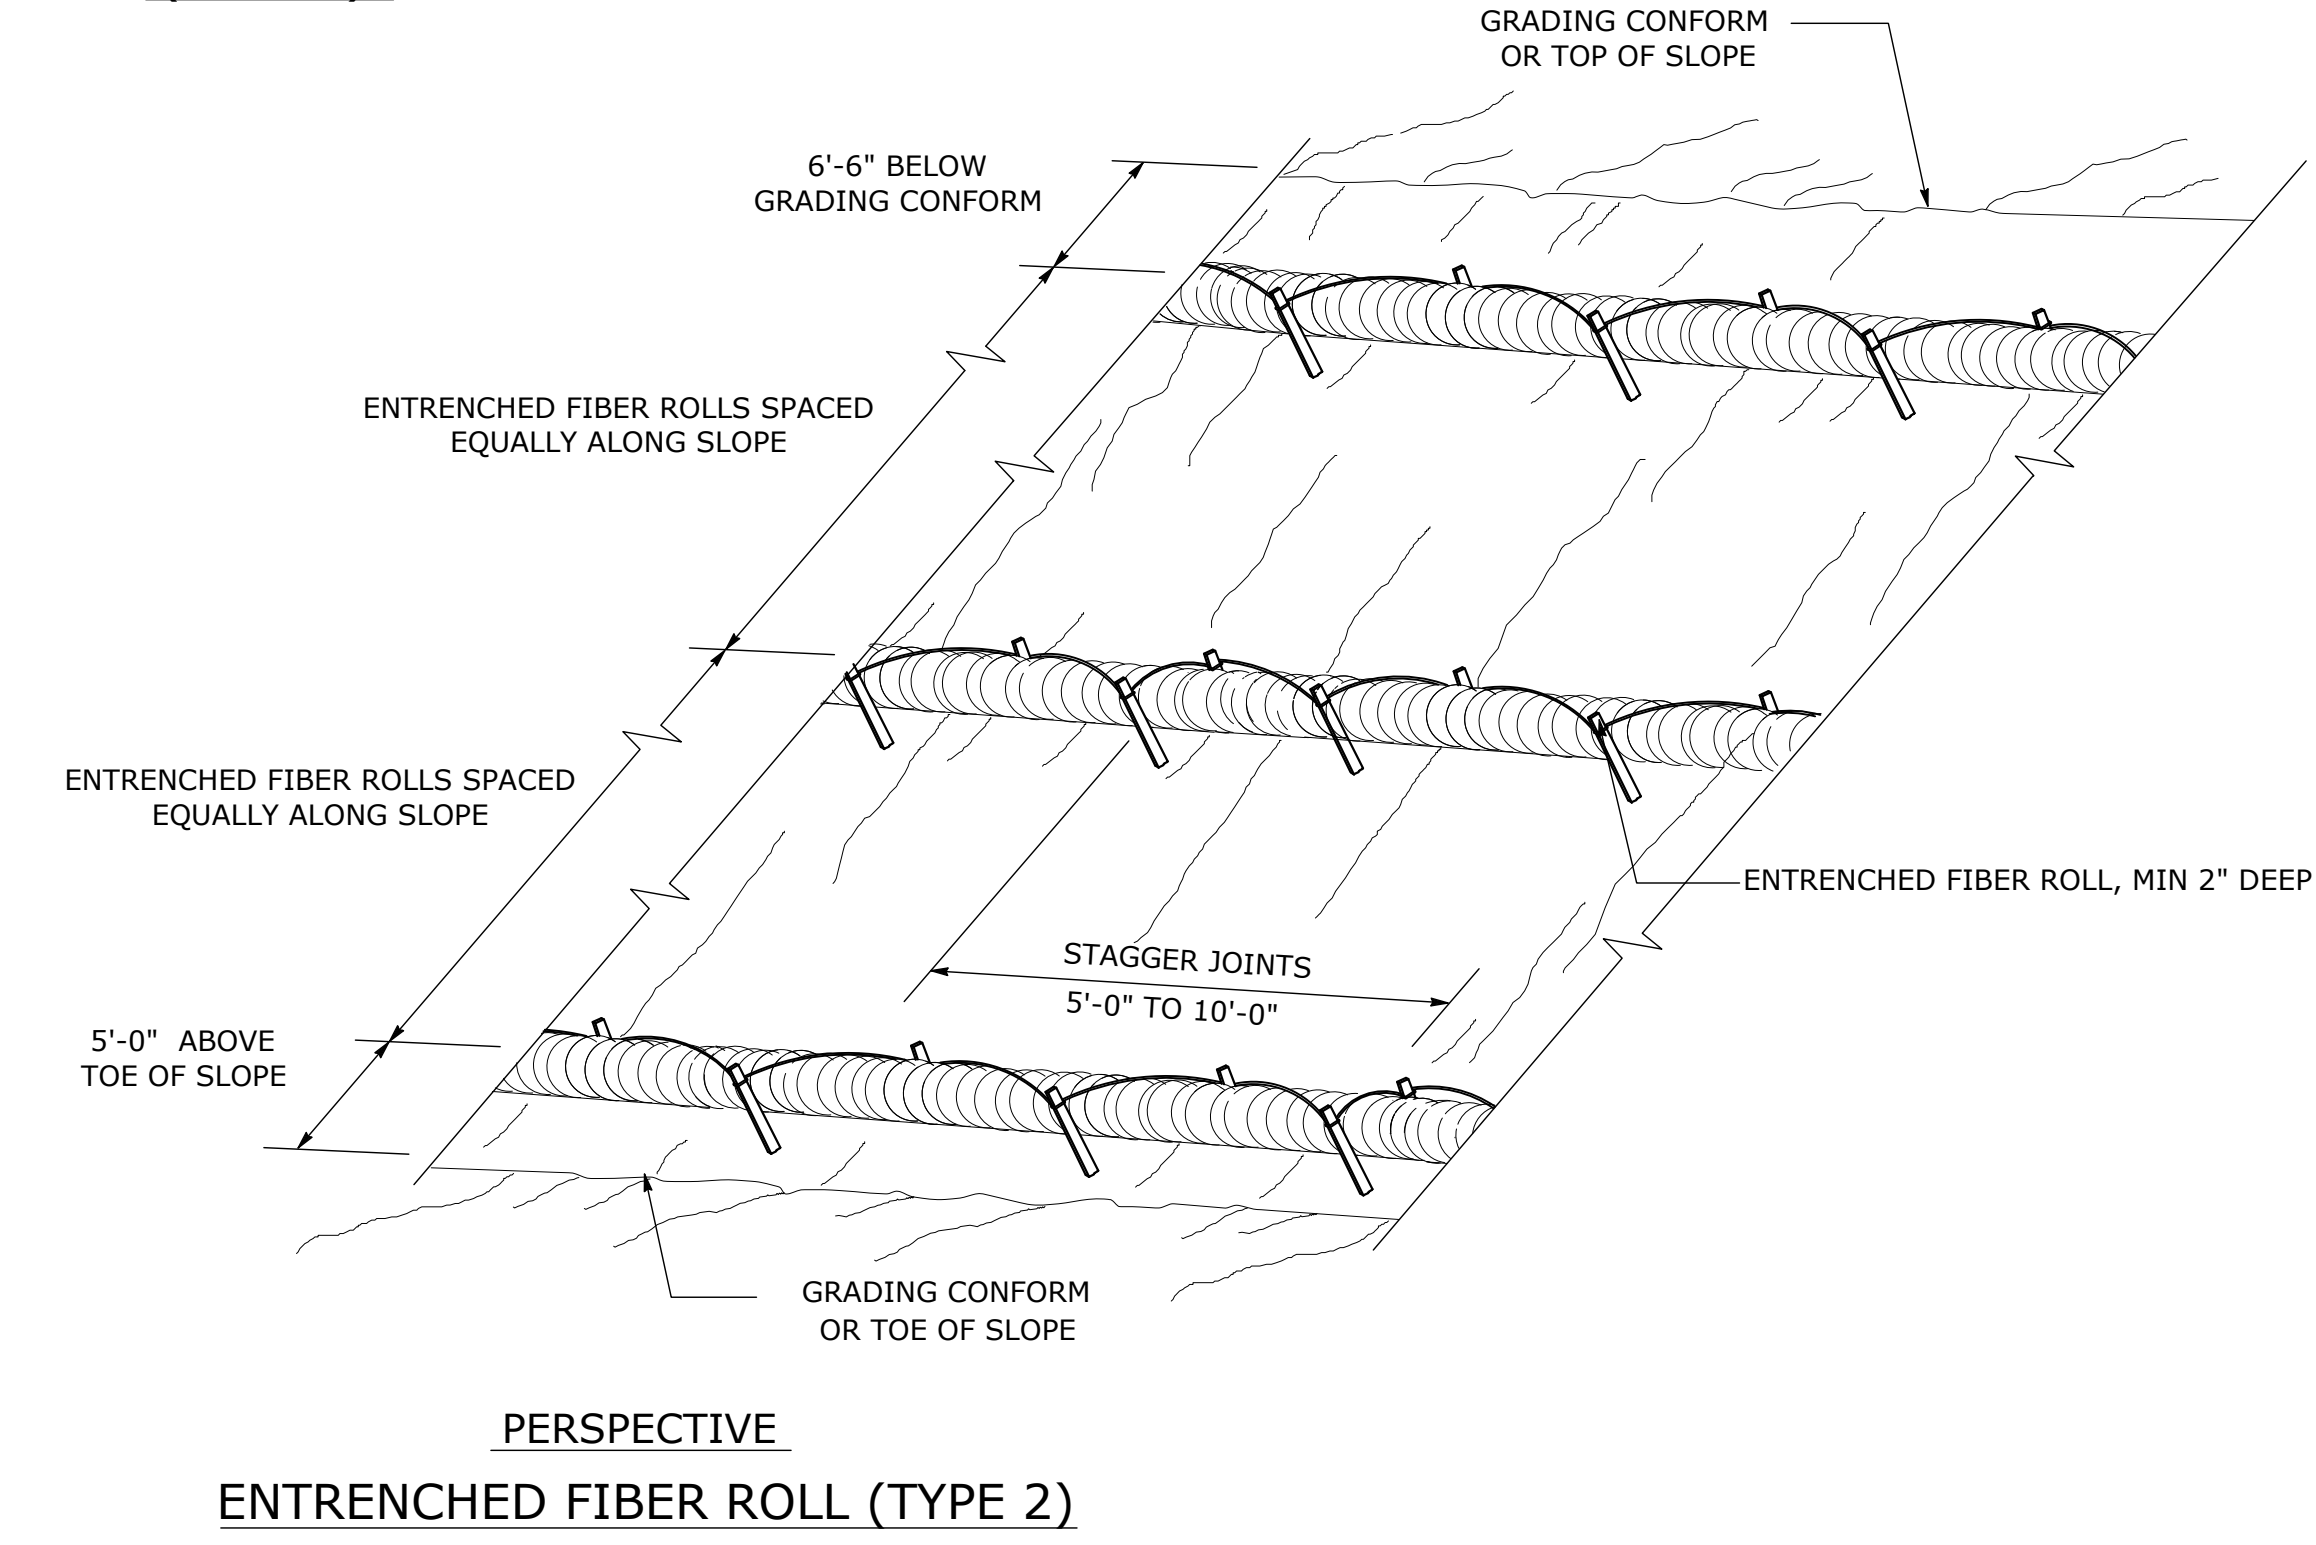 GRADING CONFORM
OR TOP OF SLOPE
6'-6" BELOW
GRADING CONFORM
ENTRENCHED FIBER ROLLS SPACED
EQUALLY ALONG SLOPE
ENTRENCHED FIBER ROLLS SPACED
EQUALLY ALONG SLOPE
ENTRENCHED FIBER ROLL, MIN 2" DEEP
STAGGER JOINTS
5'-0" TO 10'-0"
5'-0" ABOVE
TOE OF SLOPE
GRADING CONFORM
OR TOE OF SLOPE
PERSPECTIVE
ENTRENCHED FIBER ROLL (TYPE 2)